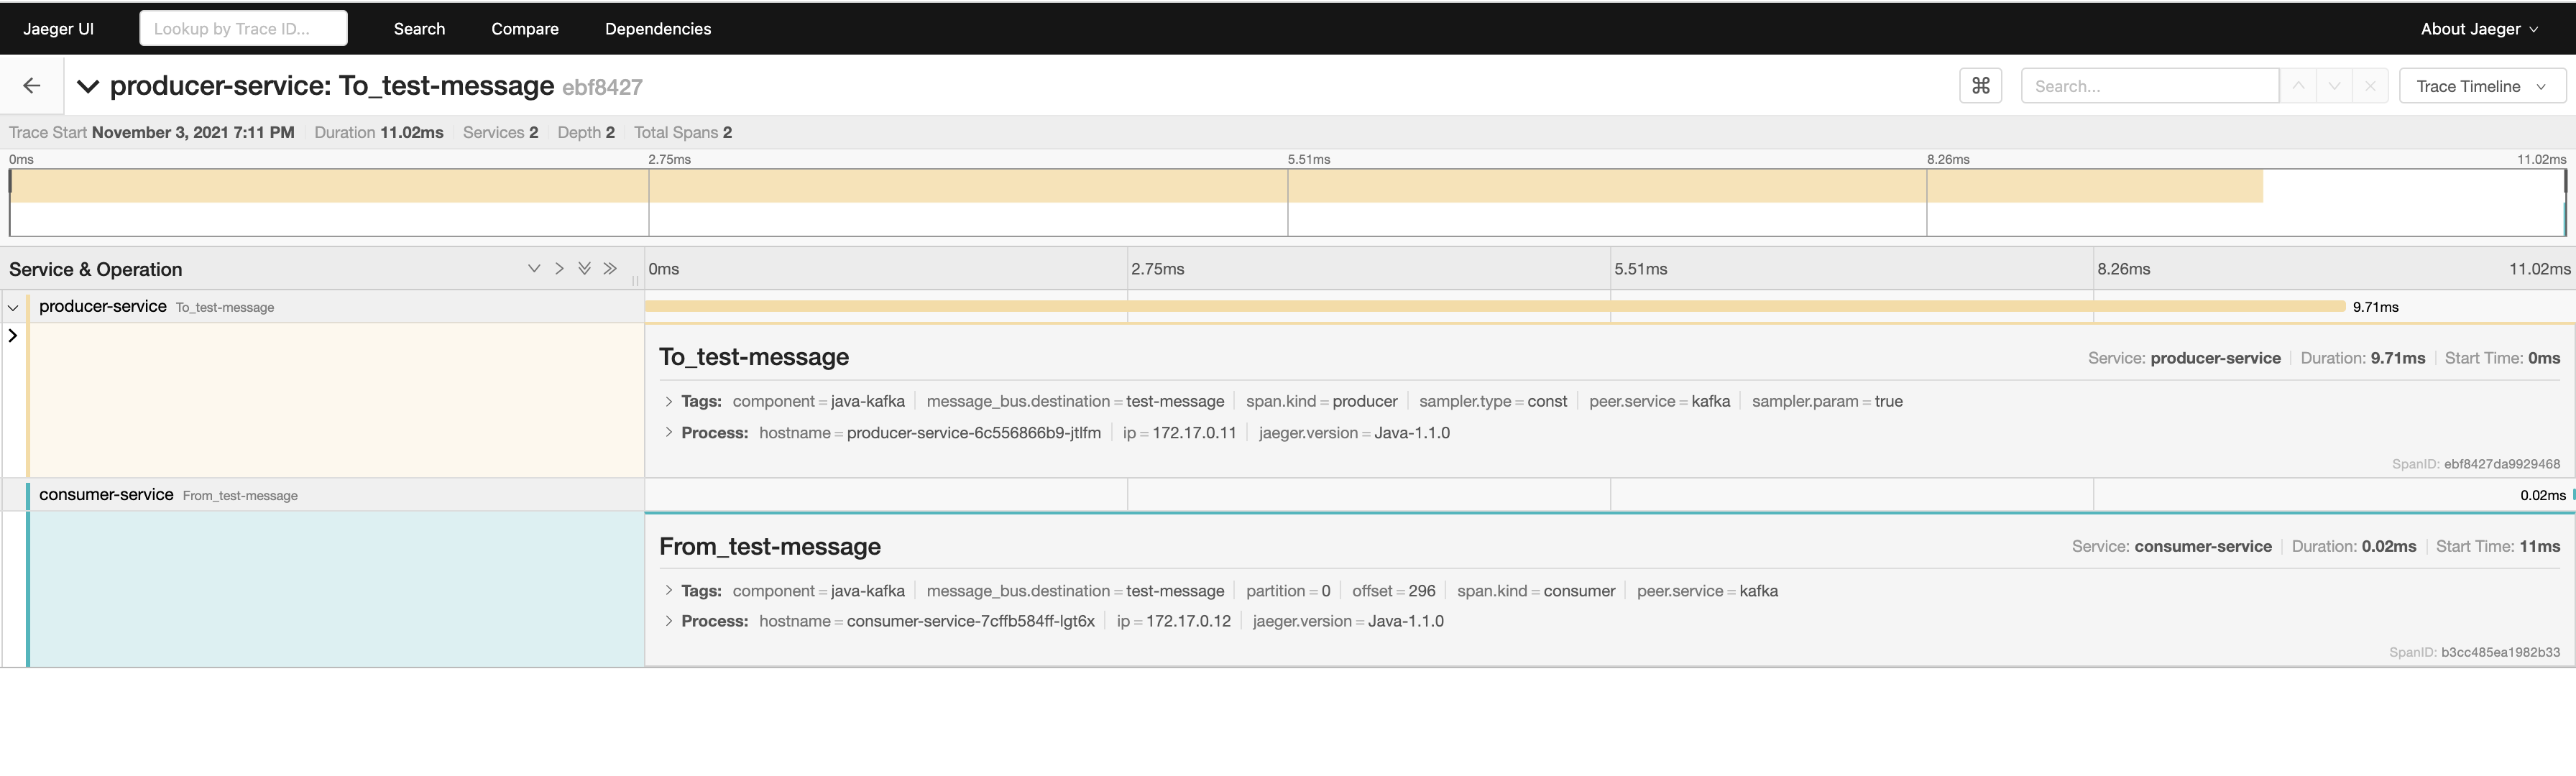 Jaeger UI Lookup by Trace ID... Search Compare Dependencies About Jaeger
producer-service: To_test-message ebf8427 ⌘ Search... Trace Timeline
Trace Start November 3, 2021 7:11 PM Duration 11.02ms Services 2 Depth 2 Total Spans 2
0ms 2.75ms 5.51ms 8.26ms 11.02ms
Service & Operation 0ms 2.75ms 5.51ms 8.26ms 11.02ms
producer-service To_test-message 9.71ms
To_test-message Service: producer-service Duration: 9.71ms Start Time: 0ms
Tags: component = java-kafka message_bus.destination = test-message span.kind = producer sampler.type = const peer.service = kafka sampler.param = true
Process: hostname = producer-service-6c556866b9-jtlfm ip = 172.17.0.11 jaeger.version = Java-1.1.0
SpanID: ebf8427da9929468
consumer-service From_test-message 0.02ms
From_test-message Service: consumer-service Duration: 0.02ms Start Time: 11ms
Tags: component = java-kafka message_bus.destination = test-message partition = 0 offset = 296 span.kind = consumer peer.service = kafka
Process: hostname = consumer-service-7cffb584ff-lgt6x ip = 172.17.0.12 jaeger.version = Java-1.1.0
SpanID: b3cc485ea1982b33